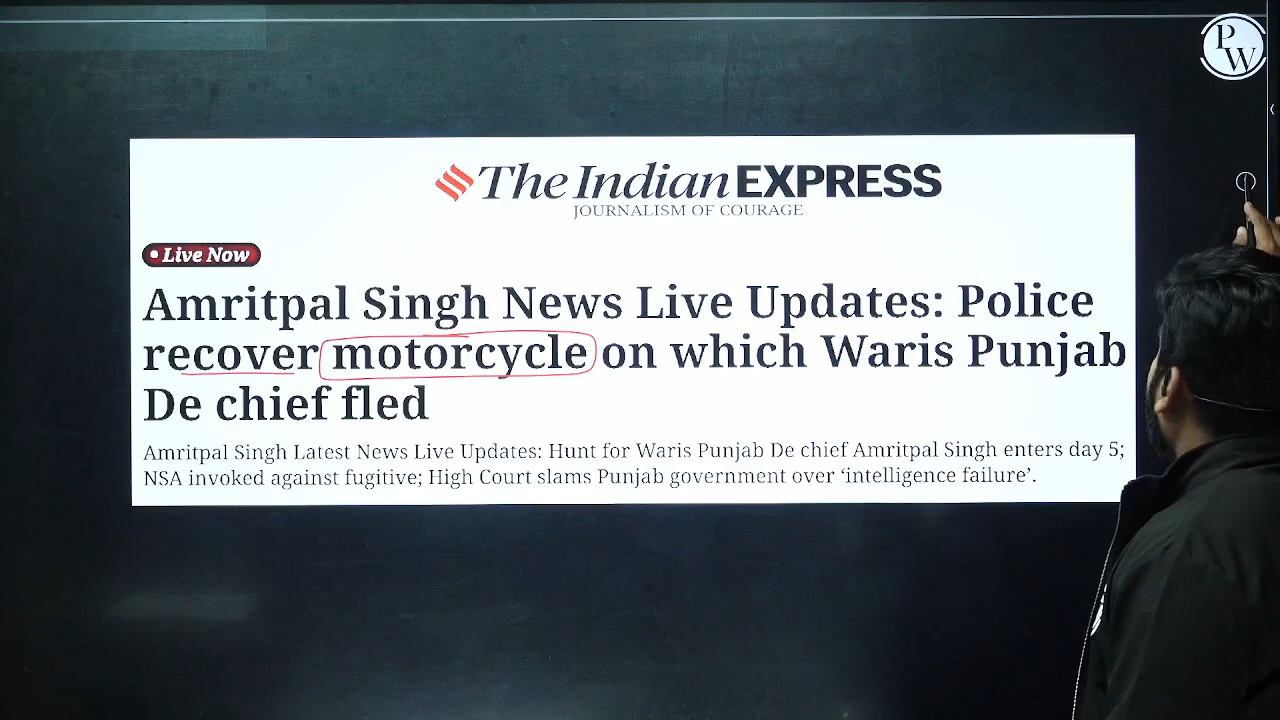 PW
The Indian EXPRESS
JOURNALISM OF COURAGE
Live Now
Amritpal Singh News Live Updates: Police
recover motorcycle on which Waris Punjab
De chief fled
Amritpal Singh Latest News Live Updates: Hunt for Waris Punjab De chief Amritpal Singh enters day 5;
NSA invoked against fugitive; High Court slams Punjab government over ‘intelligence failure’.